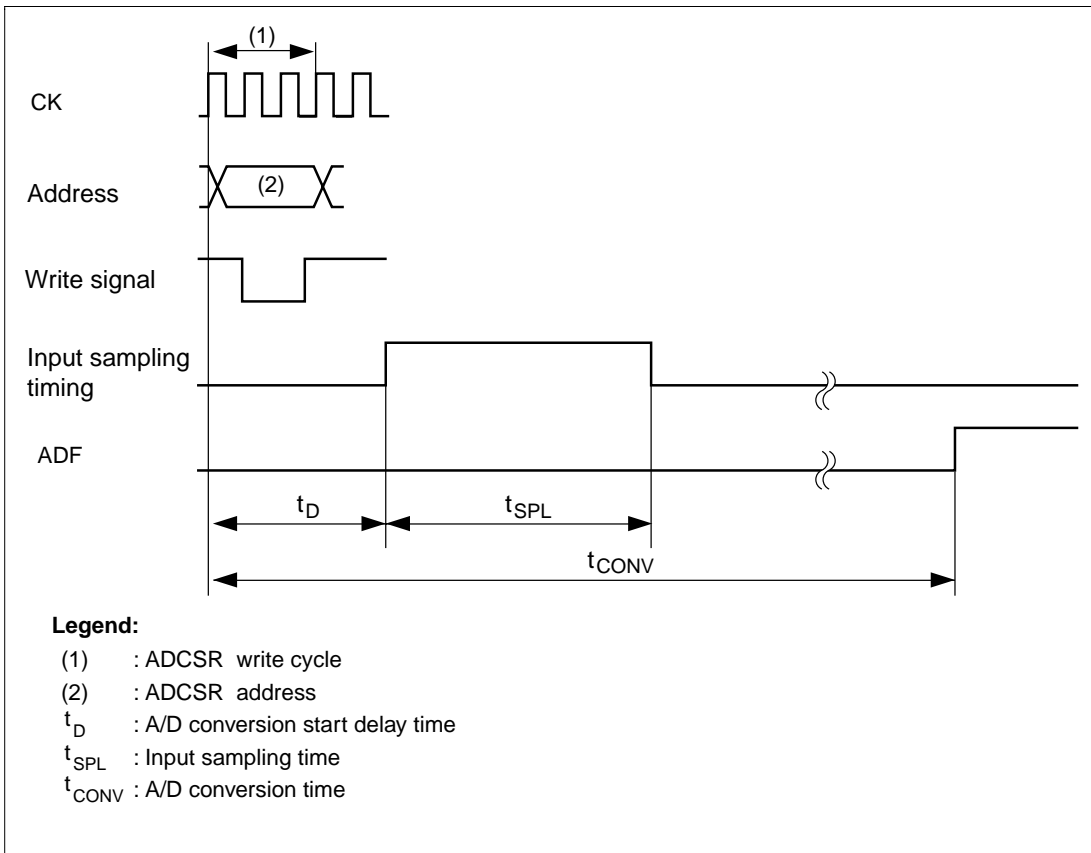 (1)
CK
Address
(2)
Write signal
Input sampling
timing
ADF
tD
tSPL
tCONV
Legend:
(1) : ADCSR write cycle
(2) : ADCSR address
tD : A/D conversion start delay time
tSPL : Input sampling time
tCONV : A/D conversion time